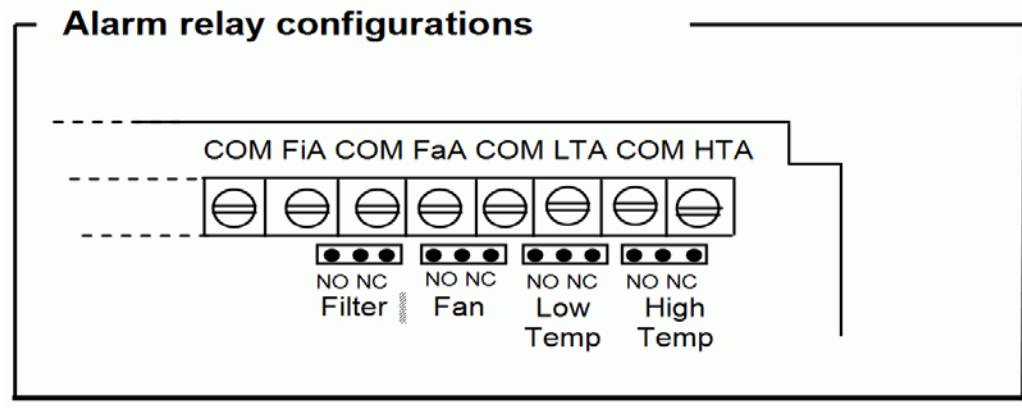 Alarm relay configurations
COM FiA COM FaA COM LTA COM HTA
NO NC NO NC NO NC NO NC
Filter Fan Low High
Temp Temp